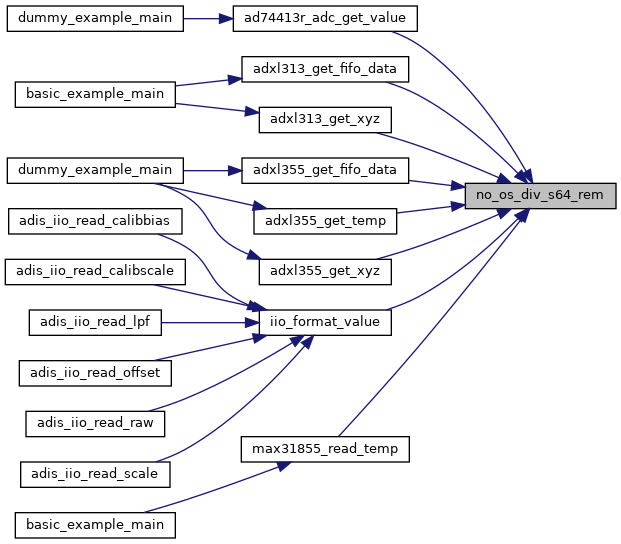 dummy_example_main
ad74413r_adc_get_value
adxl313_get_fifo_data
basic_example_main
adxl313_get_xyz
dummy_example_main
adxl355_get_fifo_data
no_os_div_s64_rem
adis_iio_read_calibbias
adxl355_get_temp
adis_iio_read_calibscale
adxl355_get_xyz
adis_iio_read_lpf
iio_format_value
adis_iio_read_offset
adis_iio_read_raw
max31855_read_temp
adis_iio_read_scale
basic_example_main